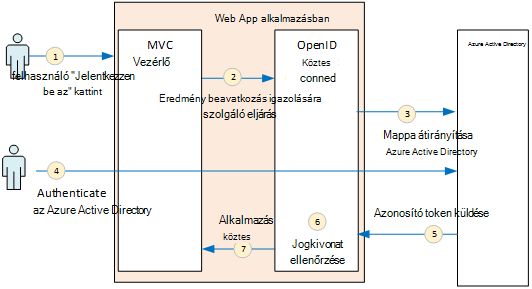 Web App alkalmazásban
MVC
Vezérlő
OpenID
Köztes
conned
Azure Active Directory
1
felhasználó "Jelentkezzen
be az" kattint
2
Eredmény beavatkozás igazolására
szolgáló eljárás
3
Mappa átirányítása
Azure Active Directory
4
Authenticate
az Azure Active Directory
Azonosító token küldése
5
6
Jogkivonat
ellenőrzése
Alkalmazás
köztes
7